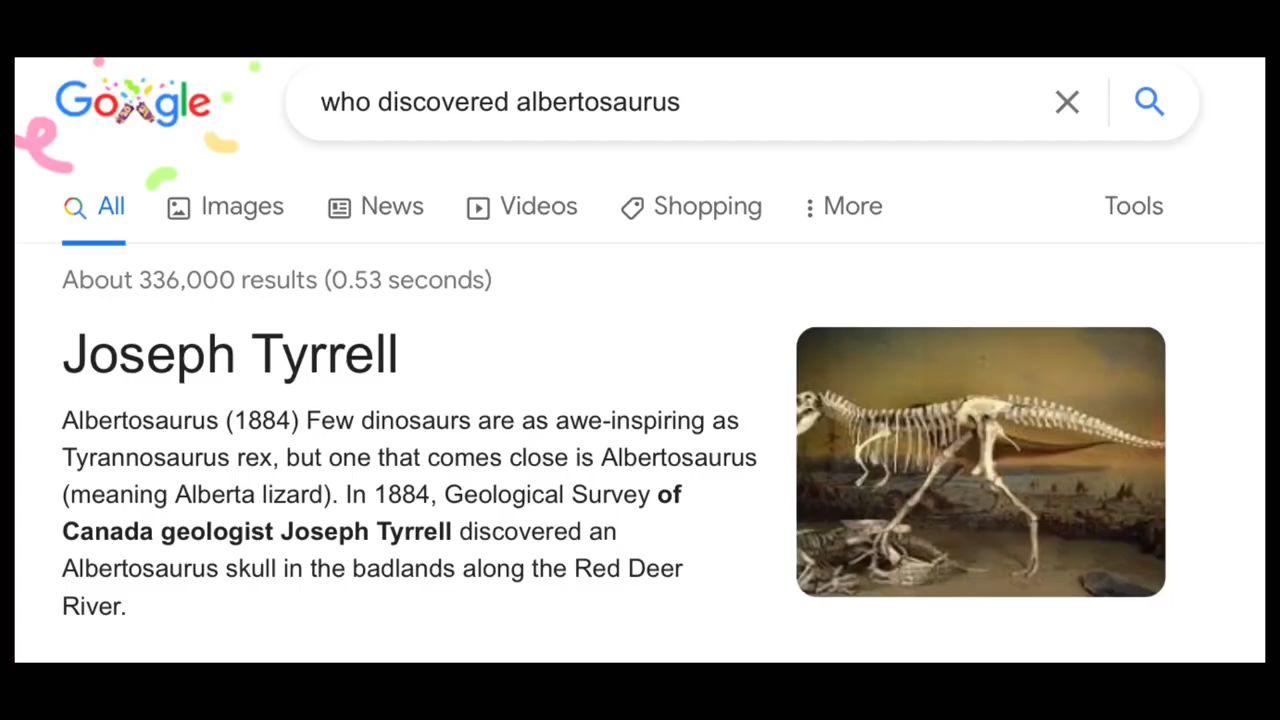 Google
who discovered albertosaurus
All Images News Videos Shopping More Tools
About 336,000 results (0.53 seconds)
Joseph Tyrrell
Albertosaurus (1884) Few dinosaurs are as awe-inspiring as
Tyrannosaurus rex, but one that comes close is Albertosaurus
(meaning Alberta lizard). In 1884, Geological Survey of
Canada geologist Joseph Tyrrell discovered an
Albertosaurus skull in the badlands along the Red Deer
River.